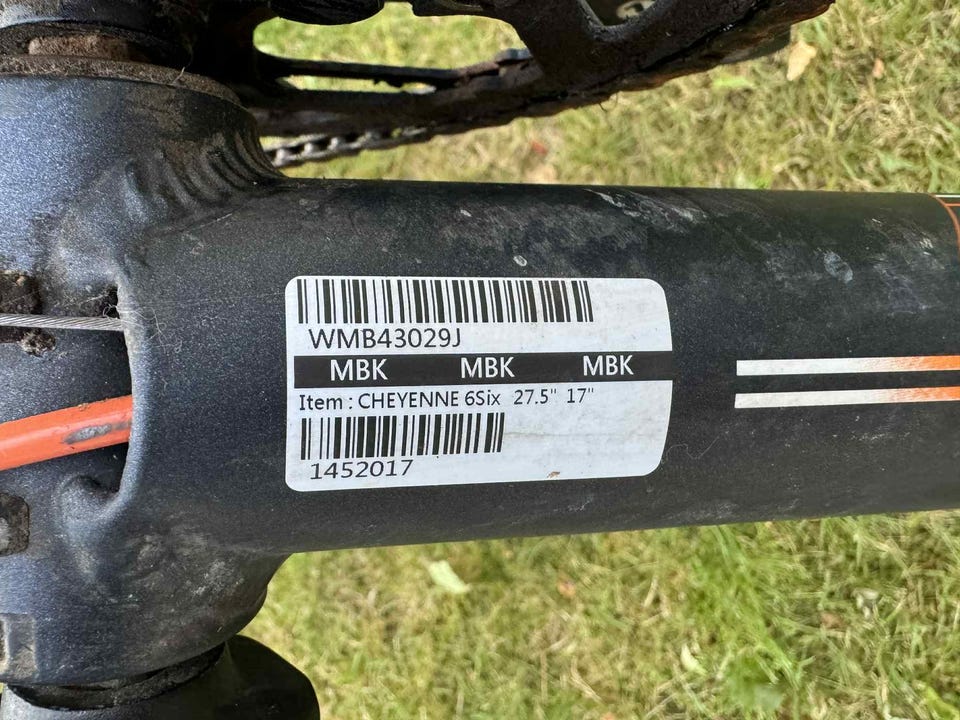 WMB43029J
MBK MBK MBK
Item : CHEYENNE 6Six 27.5" 17"
1452017